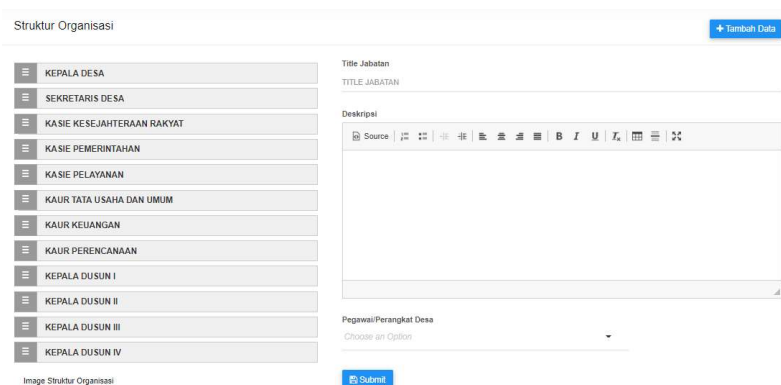 Struktur Organisasi
Tambah Data
KEPALA DESA
SEKRETARIS DESA
KASIE KESEJAHTERAAN RAKYAT
KASIE PEMERINTAHAN
KASIE PELAYANAN
KAUR TATA USAHA DAN UMUM
KAUR KEUANGAN
KAUR PERENCANAAN
KEPALA DUSUN I
KEPALA DUSUN II
KEPALA DUSUN III
KEPALA DUSUN IV
Image Struktur Organisasi
Title Jabatan
TITLE JABATAN
Deskripsi
Source B I U Tx
Pegawai/Perangkat Desa
Choose an Option
Submit